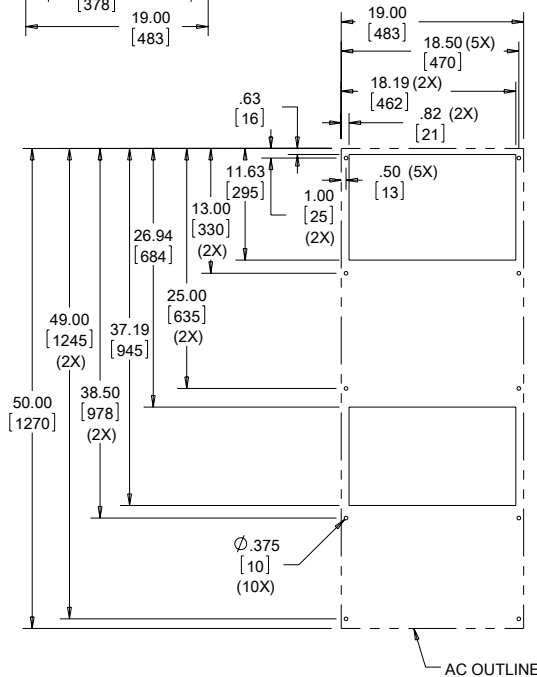 [378]
19.00
[483]
19.00
[483]
18.50 (5X)
[470]
18.19 (2X)
[462]
.63
[16]
.82 (2X)
[21]
11.63
[295]
.50 (5X)
[13]
1.00
[25]
(2X)
13.00
[330]
(2X)
26.94
[684]
25.00
[635]
(2X)
49.00
[1245]
(2X)
37.19
[945]
38.50
[978]
(2X)
50.00
[1270]
Ø.375
[10]
(10X)
AC OUTLINE